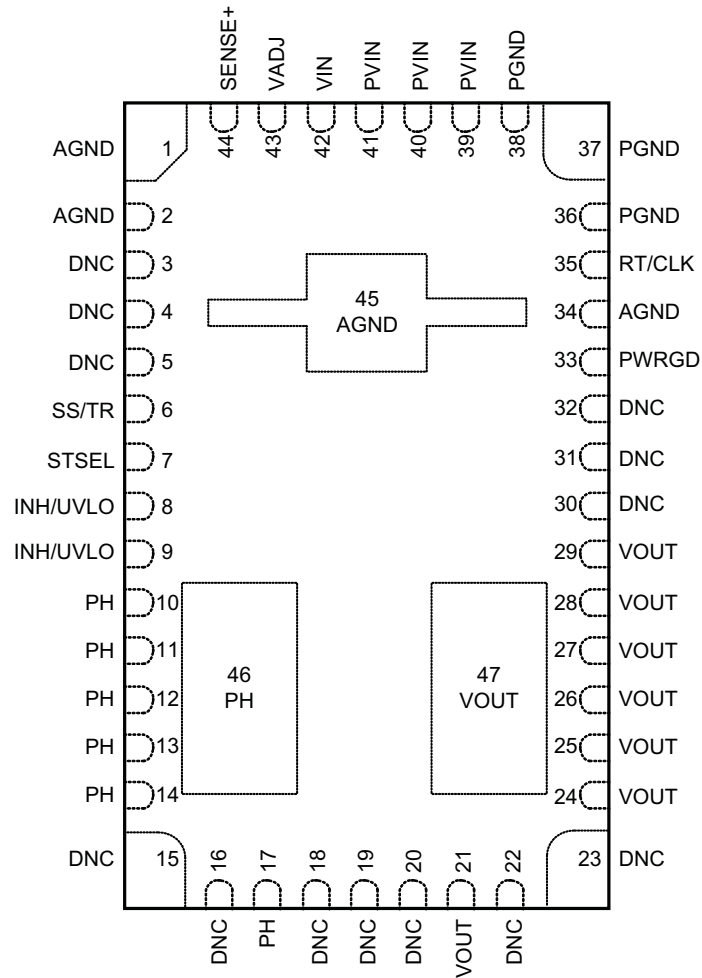 SENSE+
VADJ
VIN
PVIN
PVIN
PVIN
PGND
44
43
42
41
40
39
38
AGND 1
37 PGND
AGND 2
36 PGND
DNC 3
35 RT/CLK
DNC 4
34 AGND
DNC 5
33 PWRGD
SS/TR 6
32 DNC
STSEL 7
31 DNC
INH/UVLO 8
30 DNC
INH/UVLO 9
29 VOUT
PH 10
28 VOUT
PH 11
27 VOUT
PH 12
26 VOUT
PH 13
25 VOUT
PH 14
24 VOUT
DNC 15
23 DNC
45
AGND
46
PH
47
VOUT
16
17
18
19
20
21
22
DNC
PH
DNC
DNC
DNC
VOUT
DNC